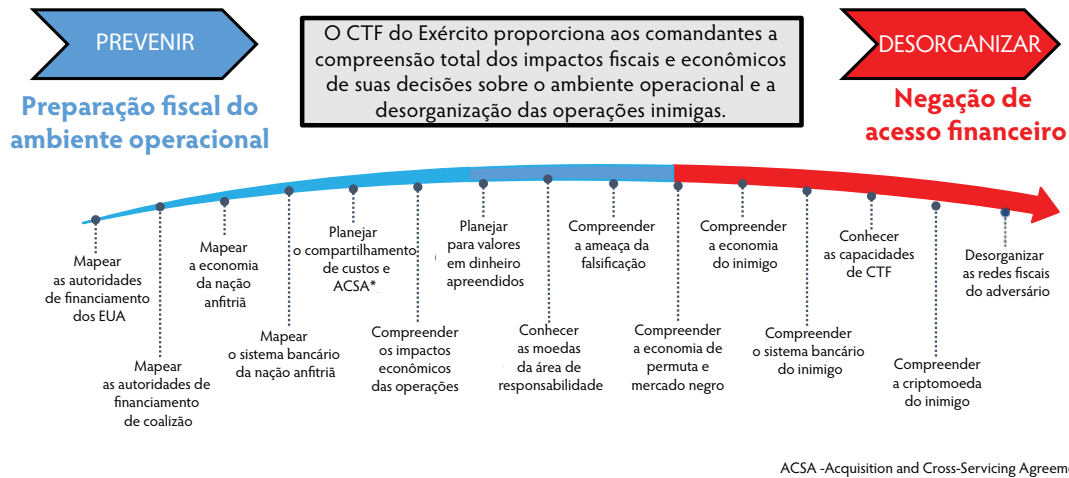 PREVENIR
Preparação fiscal do
ambiente operacional
O CTF do Exército proporciona aos comandantes a
compreensão total dos impactos fiscais e econômicos
de suas decisões sobre o ambiente operacional e a
desorganização das operações inimigas.
DESORGANIZAR
Negação de
acesso financeiro
Mapear
as autoridades
de financiamento
dos EUA
Mapear
as autoridades de
financiamento
de coalizão
Mapear
a economia
da nação
anfitriã
Mapear
o sistema bancário
da nação anfitriã
Planejar
o compartilhamento
de custos e
ACSA*
Compreender
os impactos
econômicos
das operações
Planejar
para valores
em dinheiro
apreendidos
Conhecer
as moedas
da área de
responsabilidade
Compreender
a ameaça da
falsificação
Compreender
a economia de
permuta e
mercado negro
Compreender
a economia
do inimigo
Compreender
o sistema bancário
do inimigo
Conhecer
as capacidades
de CTF
Compreender
a criptomoeda
do inimigo
Desorganizar
as redes fiscais
do adversário
ACSA -Acquisition and Cross-Servicing Agreeme